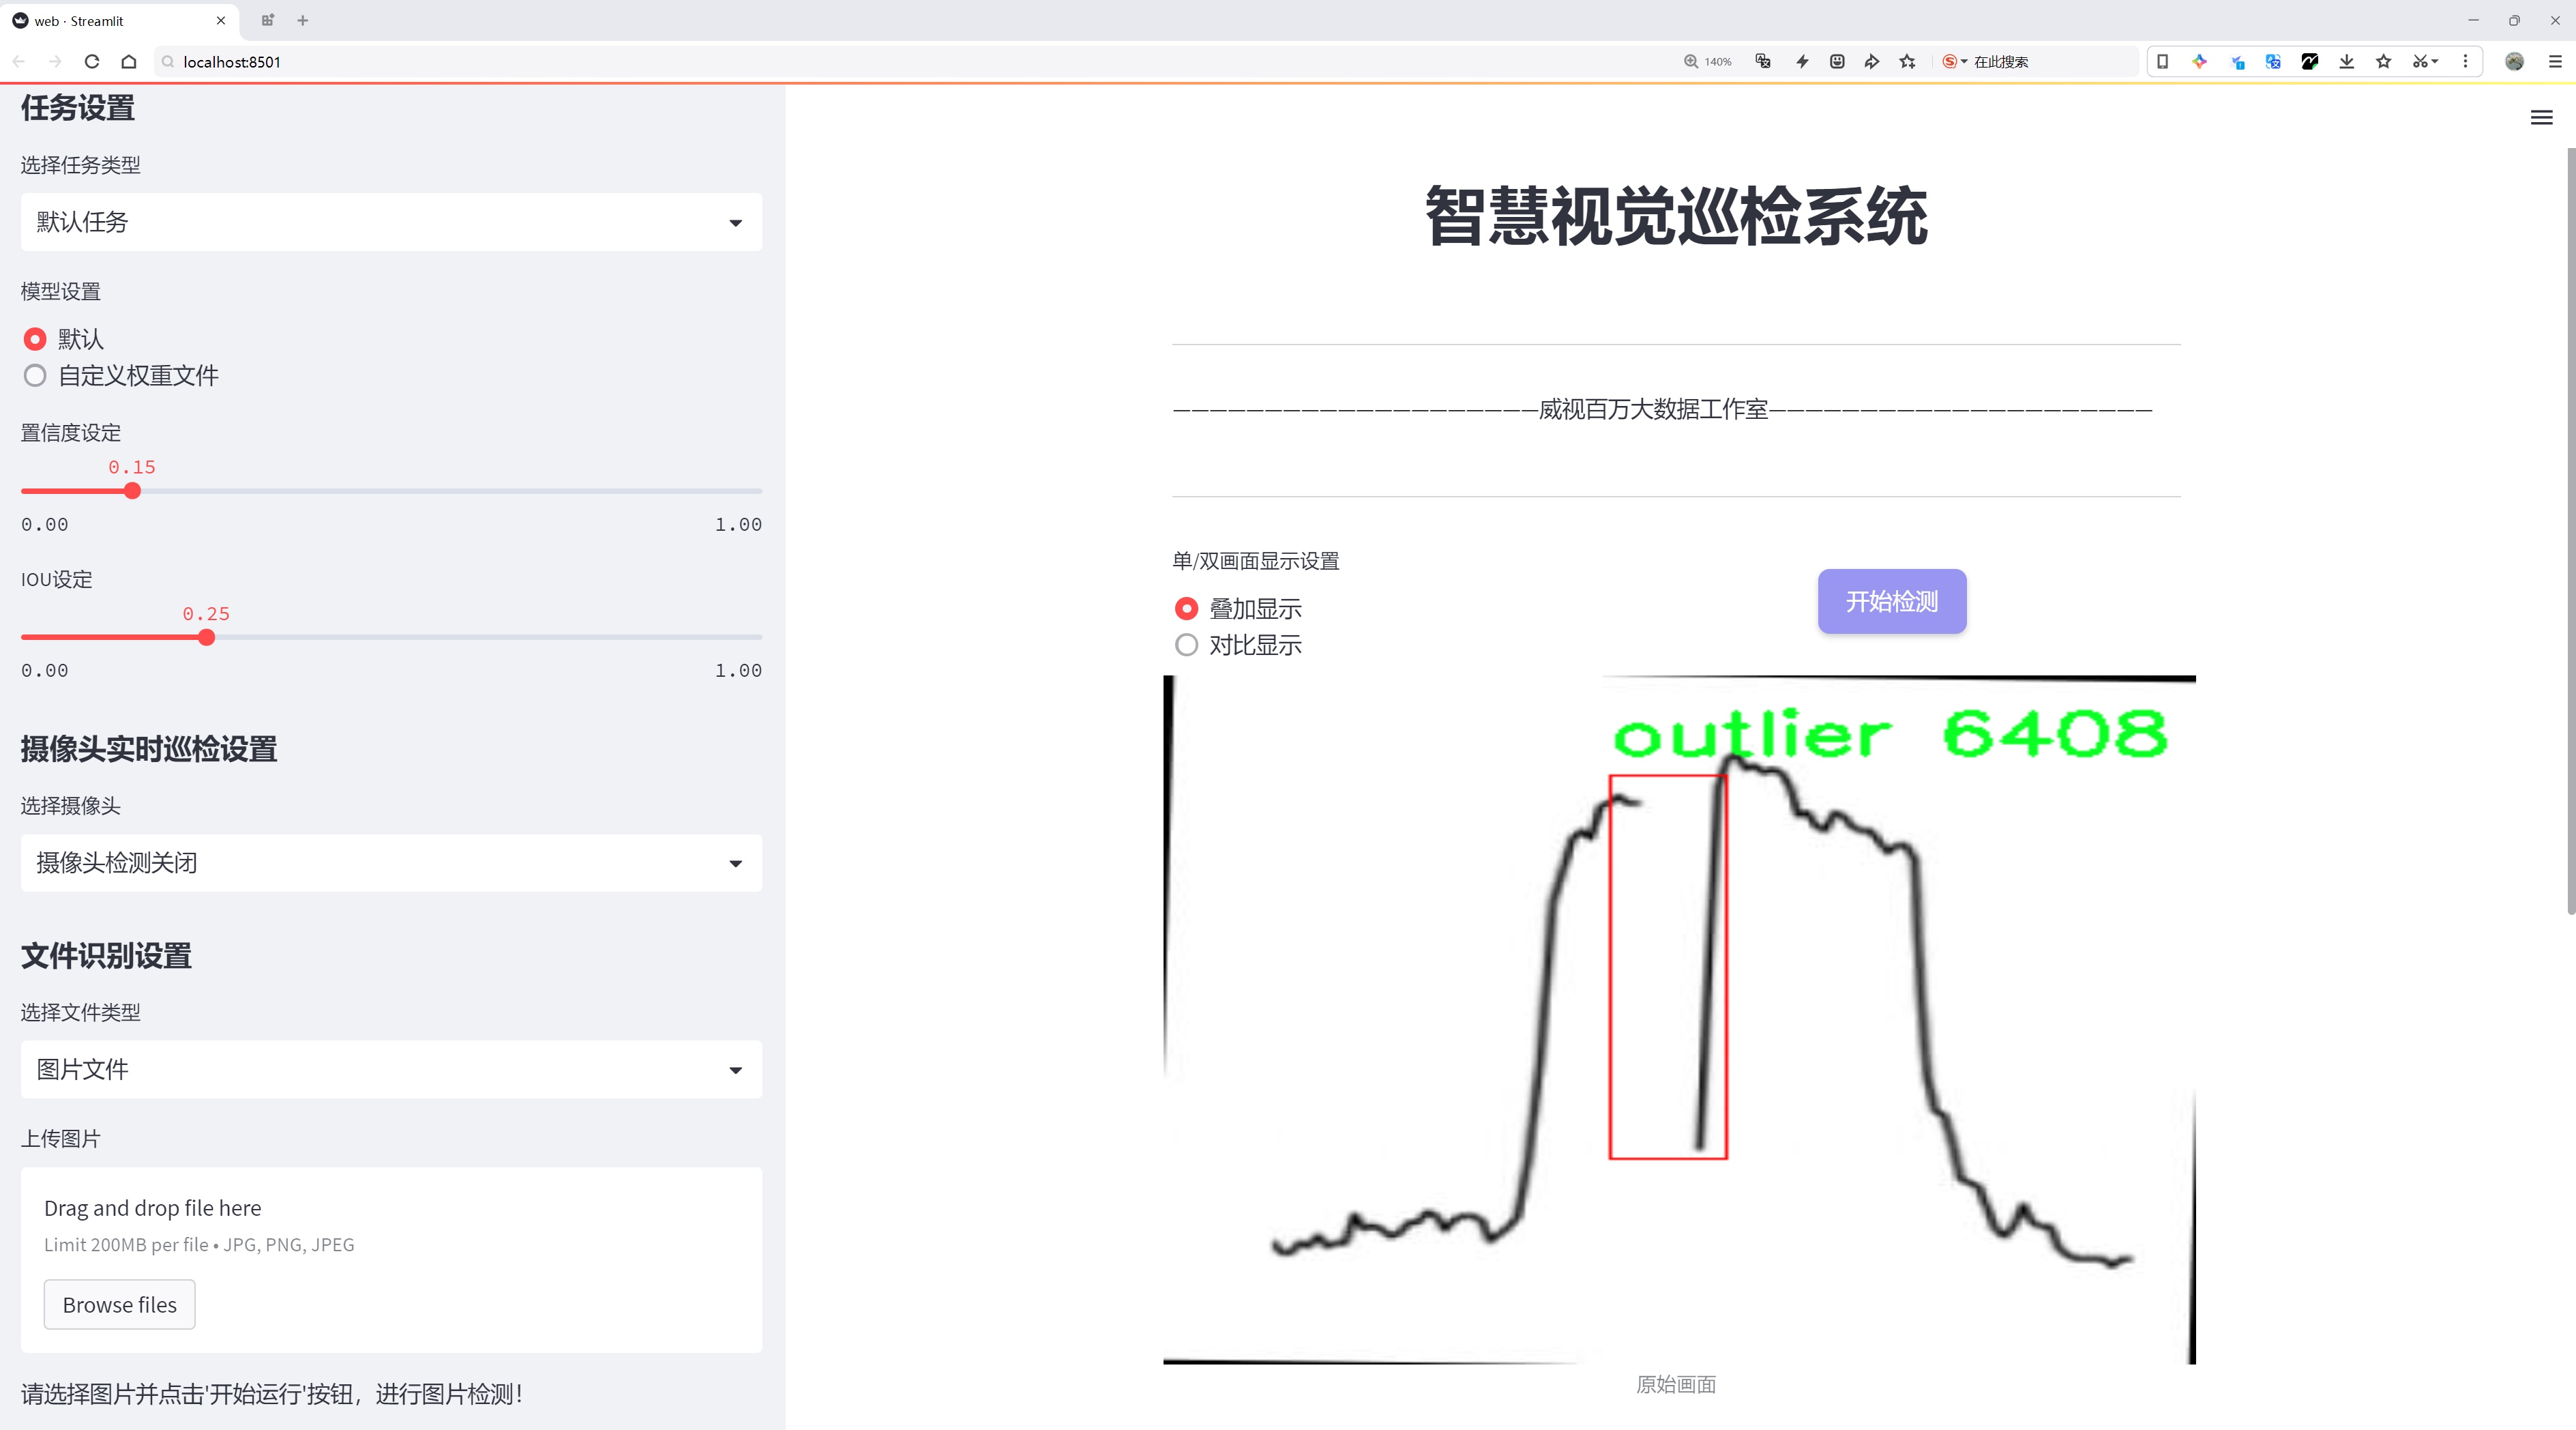 web · Streamlit
localhost:8501
140%
在此搜索
任务设置
选择任务类型
默认任务
模型设置
默认
自定义权重文件
置信度设定
0.15
0.00
1.00
IOU设定
0.25
0.00
1.00
摄像头实时巡检设置
选择摄像头
摄像头检测关闭
文件识别设置
选择文件类型
图片文件
上传图片
Drag and drop file here
Limit 200MB per file • JPG, PNG, JPEG
Browse files
请选择图片并点击'开始运行'按钮，进行图片检测！
智慧视觉巡检系统
————————————————————威视百万大数据工作室—————————————————————
单/双画面显示设置
叠加显示
对比显示
开始检测
outlier 6408
原始画面